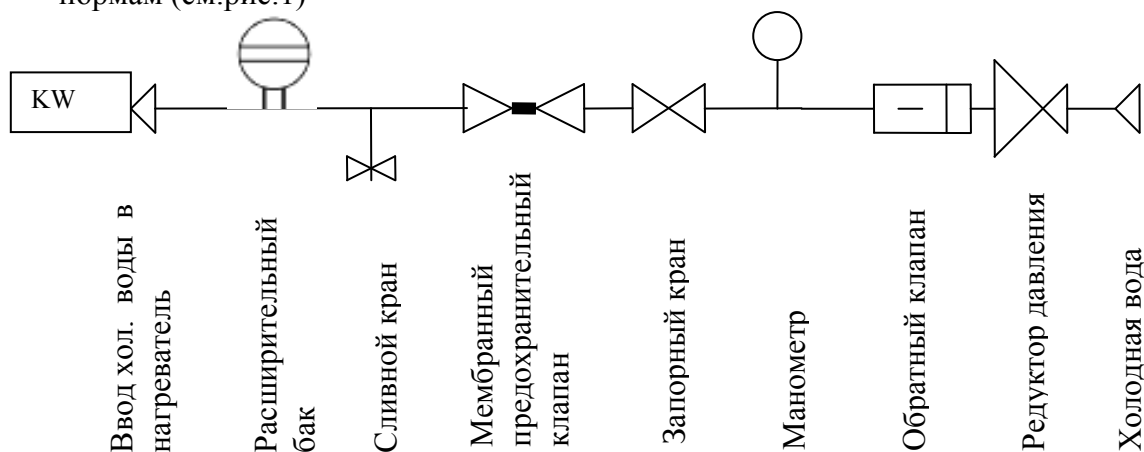 нормам (см.рис.1)
KW
Ввод хол. воды в
нагреватель
Расширительный
бак
Сливной кран
Мембранный
предохранительный
клапан
Запорный кран
Манометр
Обратный клапан
Редуктор давления
Холодная вода